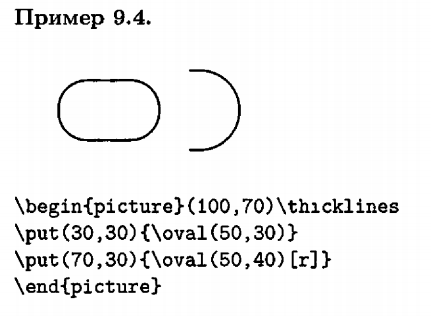 Пример 9.4.
\begin{picture}(100,70)\thicklines
\put(30,30){\oval(50,30)}
\put(70,30){\oval(50,40)[r]}
\end{picture}